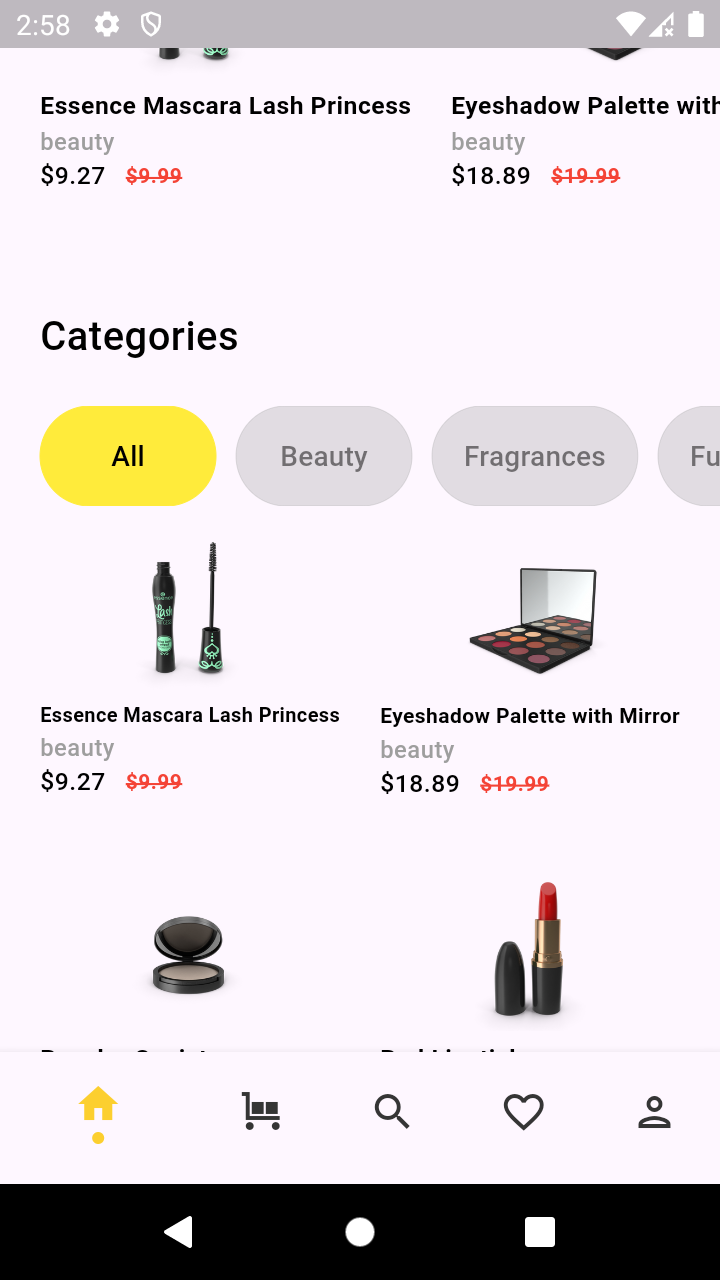 2:58
Essence Mascara Lash Princess
beauty
$9.27 $9.99
Eyeshadow Palette with
beauty
$18.89 $19.99
Categories
All
Beauty
Fragrances
Fu
Essence Mascara Lash Princess
beauty
$9.27 $9.99
Eyeshadow Palette with Mirror
beauty
$18.89 $19.99